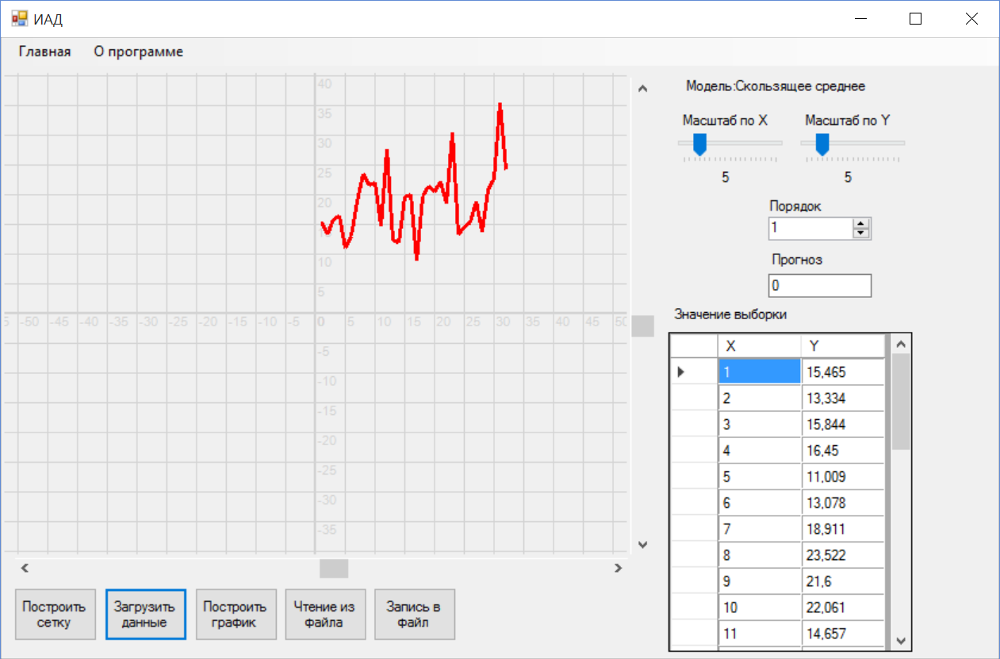 ИАД
Главная О программе
40
35
30
25
20
10
5
-50 -45 -40 -35 -30 -25 -20 -15 -10 -5 0 5 10 15 20 25 30 35 40 45
-5
-10
-15
-20
-25
-30
-35
Модель:Скользящее среднее
Масштаб по X Масштаб по Y
5 5
Порядок
1
Прогноз
0
Значение выборки
X Y
1 15,465
2 13,334
3 15,844
4 16,45
5 11,009
6 13,078
7 18,911
8 23,522
9 21,6
10 22,061
11 14,657
Построить
сетку
Загрузить
данные
Построить
график
Чтение из
файла
Запись в
файл